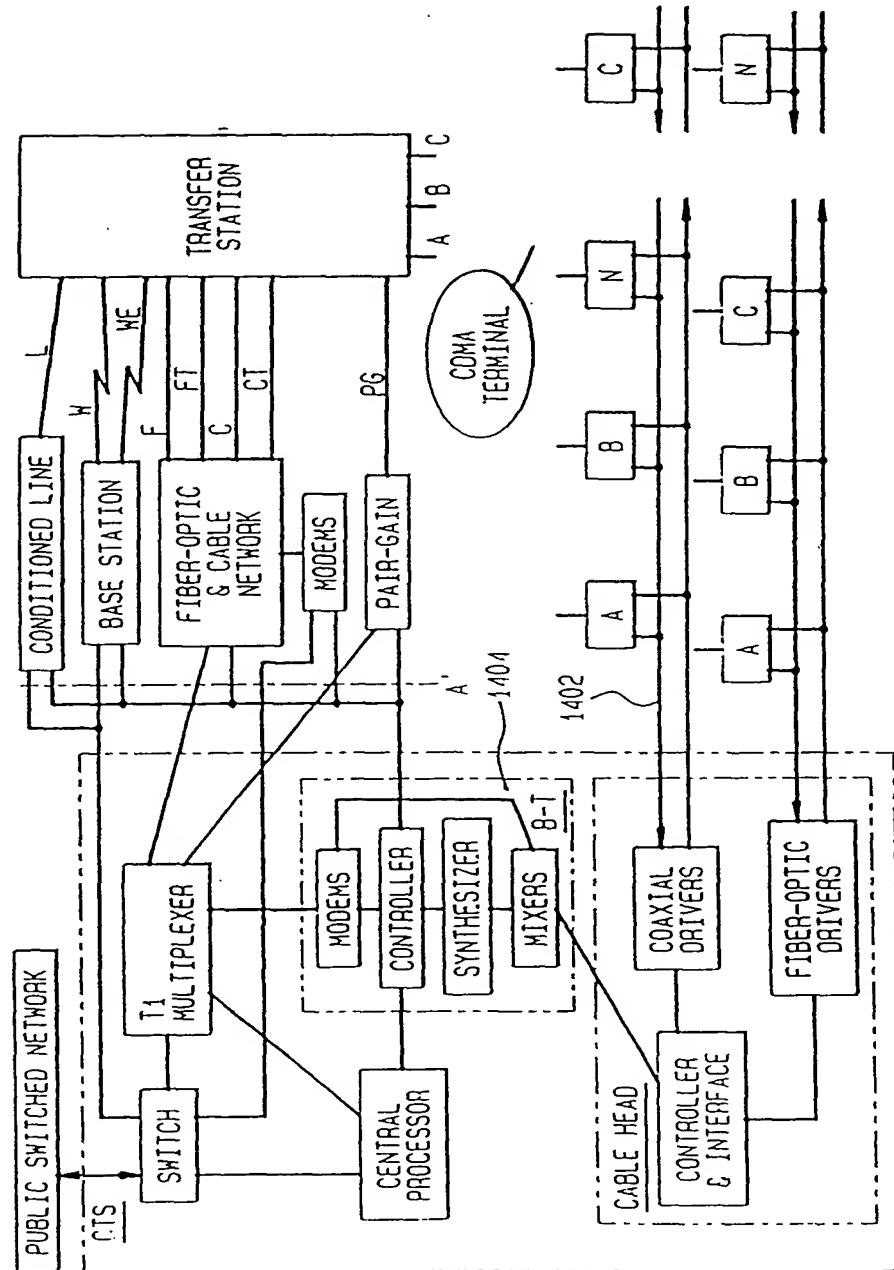 PUBLIC SWITCHED NETWORK
CTS
SWITCH
T1
MULTIPLEXER
CENTRAL
PROCESSOR
MODEMS
CONTROLLER
SYNTHESIZER
MIXERS
B-T
1404
A'
CONDITIONED LINE
BASE STATION
FIBER-OPTIC
& CABLE
NETWORK
MODEMS
PAIR-GAIN
L
W
WE
F
FT
C
CT
PG
TRANSFER
STATION
A
B
C
CDMA
TERMINAL
CABLE HEAD
CONTROLLER
& INTERFACE
COAXIAL
DRIVERS
FIBER-OPTIC
DRIVERS
1402
A
B
N
C
A
B
C
N